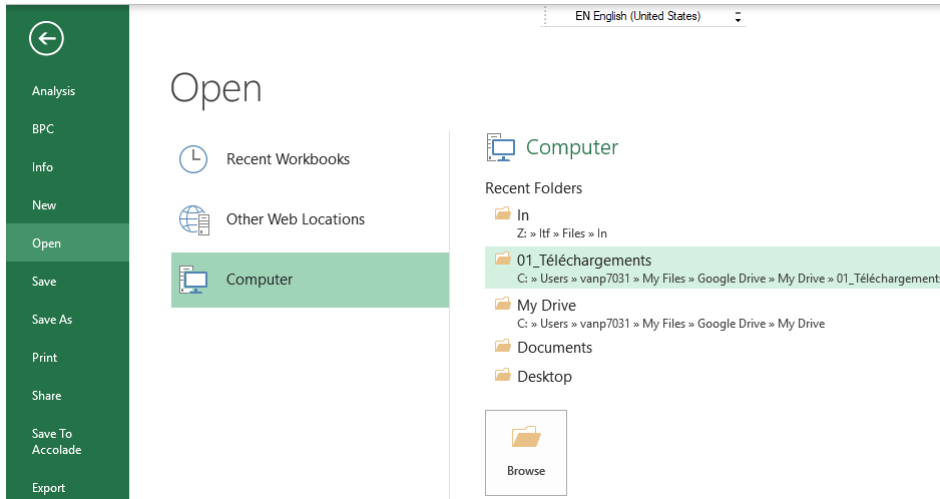 EN English (United States)
Analysis
BPC
Info
New
Open
Save
Save As
Print
Share
Save To
Accolade
Export
Open
Recent Workbooks
Other Web Locations
Computer
Computer
Recent Folders
In
Z: » Itf » Files » In
01_Téléchargements
C: » Users » vanp7031 » My Files » Google Drive » My Drive » 01_Téléchargements
My Drive
C: » Users » vanp7031 » My Files » Google Drive » My Drive
Documents
Desktop
Browse